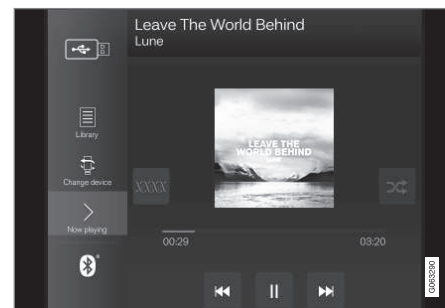 Leave The World Behind
Lune
Library
Change device
Now playing
LEAVE THE
WORLD BEHIND
XXXX
00:29
03:20
G063290